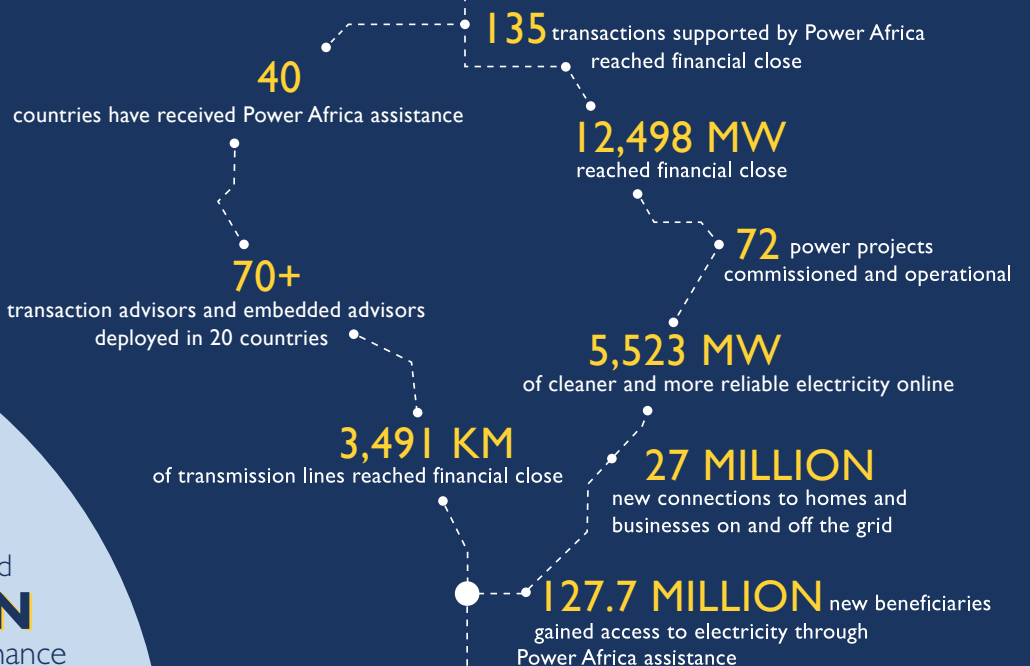 135 transactions supported by Power Africa
reached financial close
40
countries have received Power Africa assistance
12,498 MW
reached financial close
72 power projects
commissioned and operational
70+
transaction advisors and embedded advisors
deployed in 20 countries
5,523 MW
of cleaner and more reliable electricity online
3,491 KM
of transmission lines reached financial close
27 MILLION
new connections to homes and
businesses on and off the grid
127.7 MILLION new beneficiaries
gained access to electricity through
Power Africa assistance